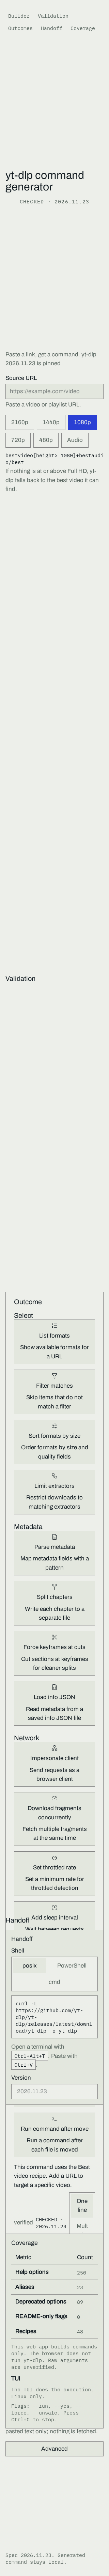 Builder Validation
Outcomes Handoff Coverage
yt-dlp command
generator
CHECKED · 2026.11.23
Paste a link, get a command. yt-dlp
2026.11.23 is pinned
Source URL
https://example.com/video
Paste a video or playlist URL.
2160p 1440p 1080p
720p 480p Audio
bestvideo[height>=1080]+bestaudi
o/best
If nothing is at or above Full HD, yt-
dlp falls back to the best video it can
find.
Validation
Outcome
Select
List formats
Show available formats for
a URL
Filter matches
Skip items that do not
match a filter
Sort formats by size
Order formats by size and
quality fields
Limit extractors
Restrict downloads to
matching extractors
Metadata
Parse metadata
Map metadata fields with a
pattern
Split chapters
Write each chapter to a
separate file
Force keyframes at cuts
Cut sections at keyframes
for cleaner splits
Load info JSON
Read metadata from a
saved info JSON file
Network
Impersonate client
Send requests as a
browser client
Download fragments
concurrently
Fetch multiple fragments
at the same time
Set throttled rate
Set a minimum rate for
throttled detection
Add sleep interval
Wait between requests
Handoff
Handoff
Shell
posix PowerShell
cmd
curl -L
https://github.com/yt-
dlp/yt-
dlp/releases/latest/downl
oad/yt-dlp -o yt-dlp
Open a terminal with
Ctrl+Alt+T. Paste with
Ctrl+V
Version
2026.11.23
Run command after move
Run a command after
each file is moved
This command uses the Best
video recipe. Add a URL to
target a specific video.
verified CHECKED ·
2026.11.23
One
line
Mult
Coverage
Metric Count
Help options 250
Aliases 23
Deprecated options 89
README-only flags 0
Recipes 40
This web app builds commands
only. The browser does not
run yt-dlp. Raw arguments
are unverified.
TUI
The TUI does the execution.
Linux only.
Flags: --run, --yes, --
force, --unsafe. Press
Ctrl+C to stop.
pasted text only; nothing is fetched.
Advanced
Spec 2026.11.23. Generated
command stays local.